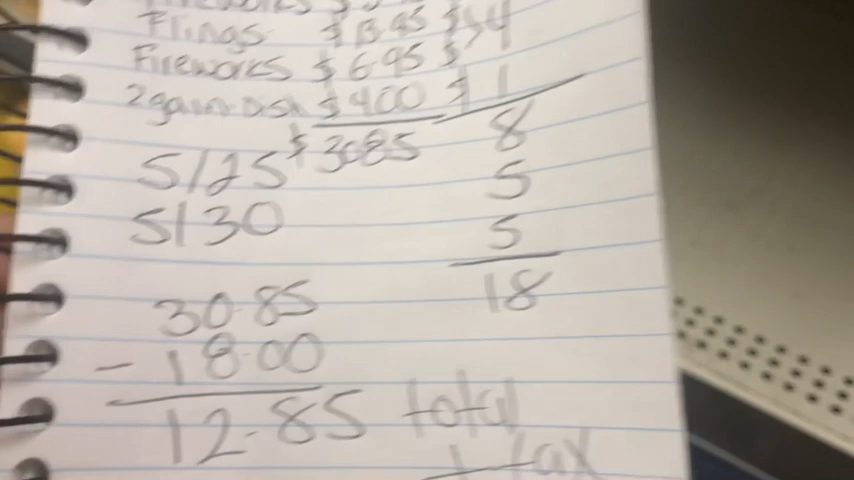 Flings $13.95 $4
Fireworks $6.95 $
2 gain Dish $4.00 $1
$30.85 8
5/25 5
5/30 5
18
30.85
- 18.00
12.85 total
+ tax